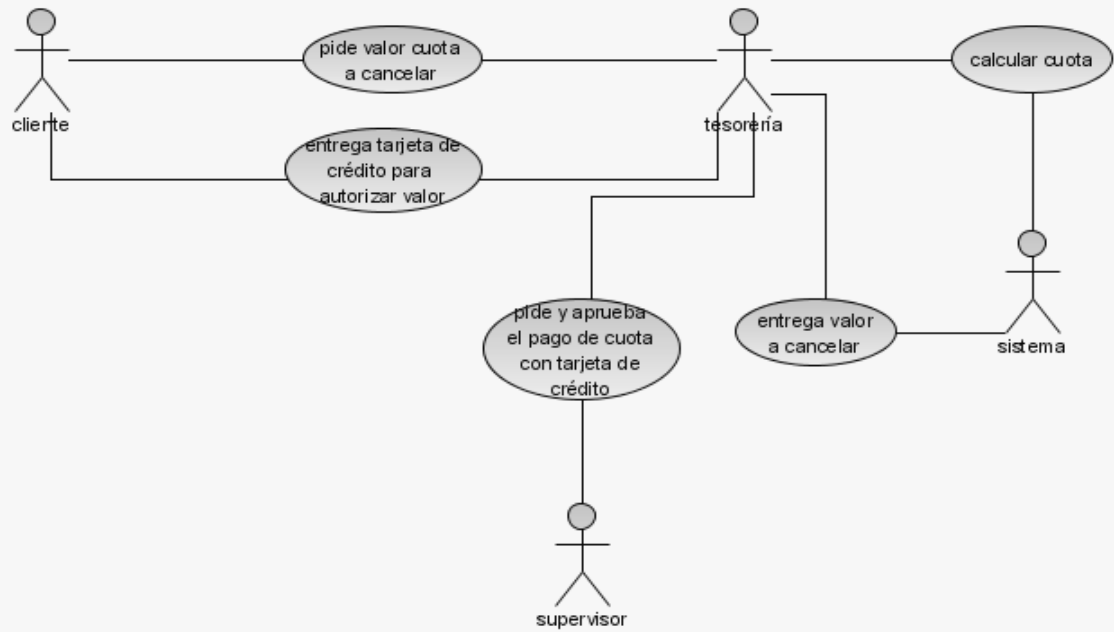 pide valor cuota
a cancelar
calcular cuota
cliente
tesorería
entrega tarjeta de
crédito para
autorizar valor
pide y aprueba
el pago de cuota
con tarjeta de
crédito
entrega valor
a cancelar
sistema
supervisor